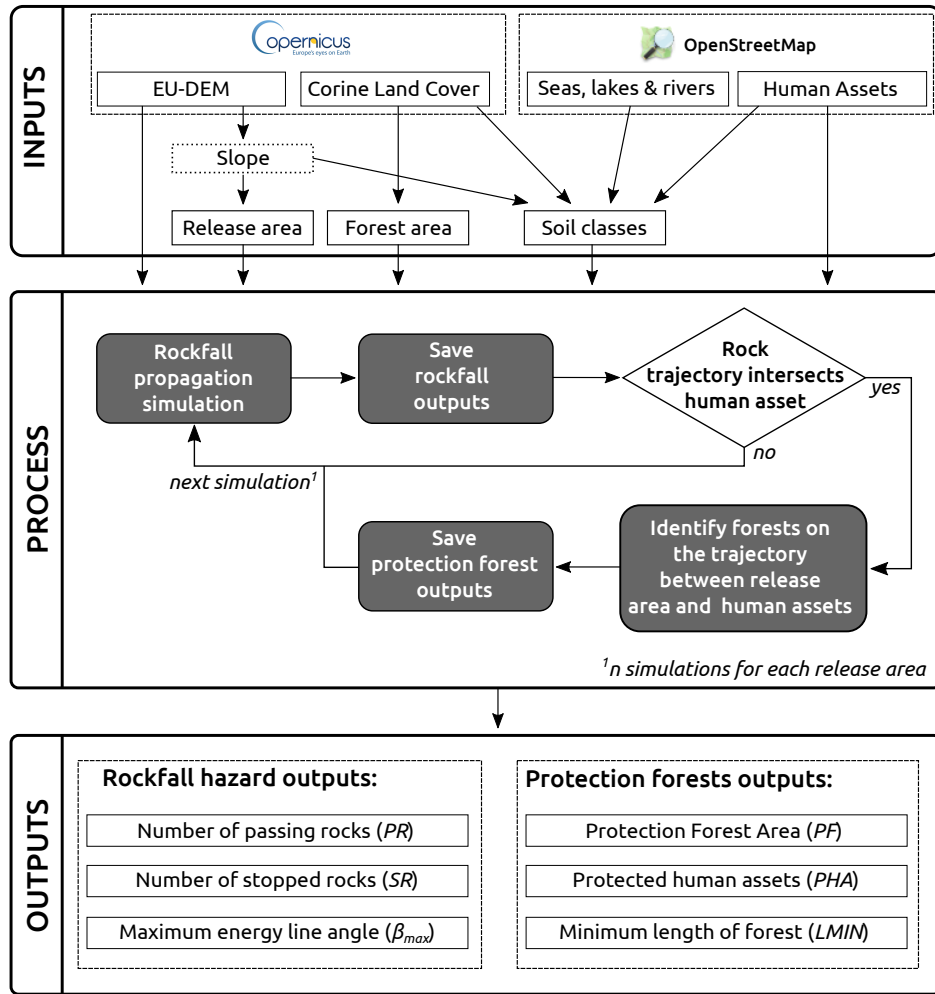 INPUTS
opernicus
Europe's eyes on Earth
OpenStreetMap
EU-DEM
Corine Land Cover
Seas, lakes & rivers
Human Assets
Slope
Release area
Forest area
Soil classes
PROCESS
Rockfall
propagation
simulation
Save
rockfall
outputs
Rock
trajectory intersects
human asset
yes
no
next simulation¹
Save
protection forest
outputs
Identify forests on
the trajectory
between release
area and human assets
¹n simulations for each release area
OUTPUTS
Rockfall hazard outputs:
Number of passing rocks (PR)
Number of stopped rocks (SR)
Maximum energy line angle (βmax)
Protection forests outputs:
Protection Forest Area (PF)
Protected human assets (PHA)
Minimum length of forest (LMIN)